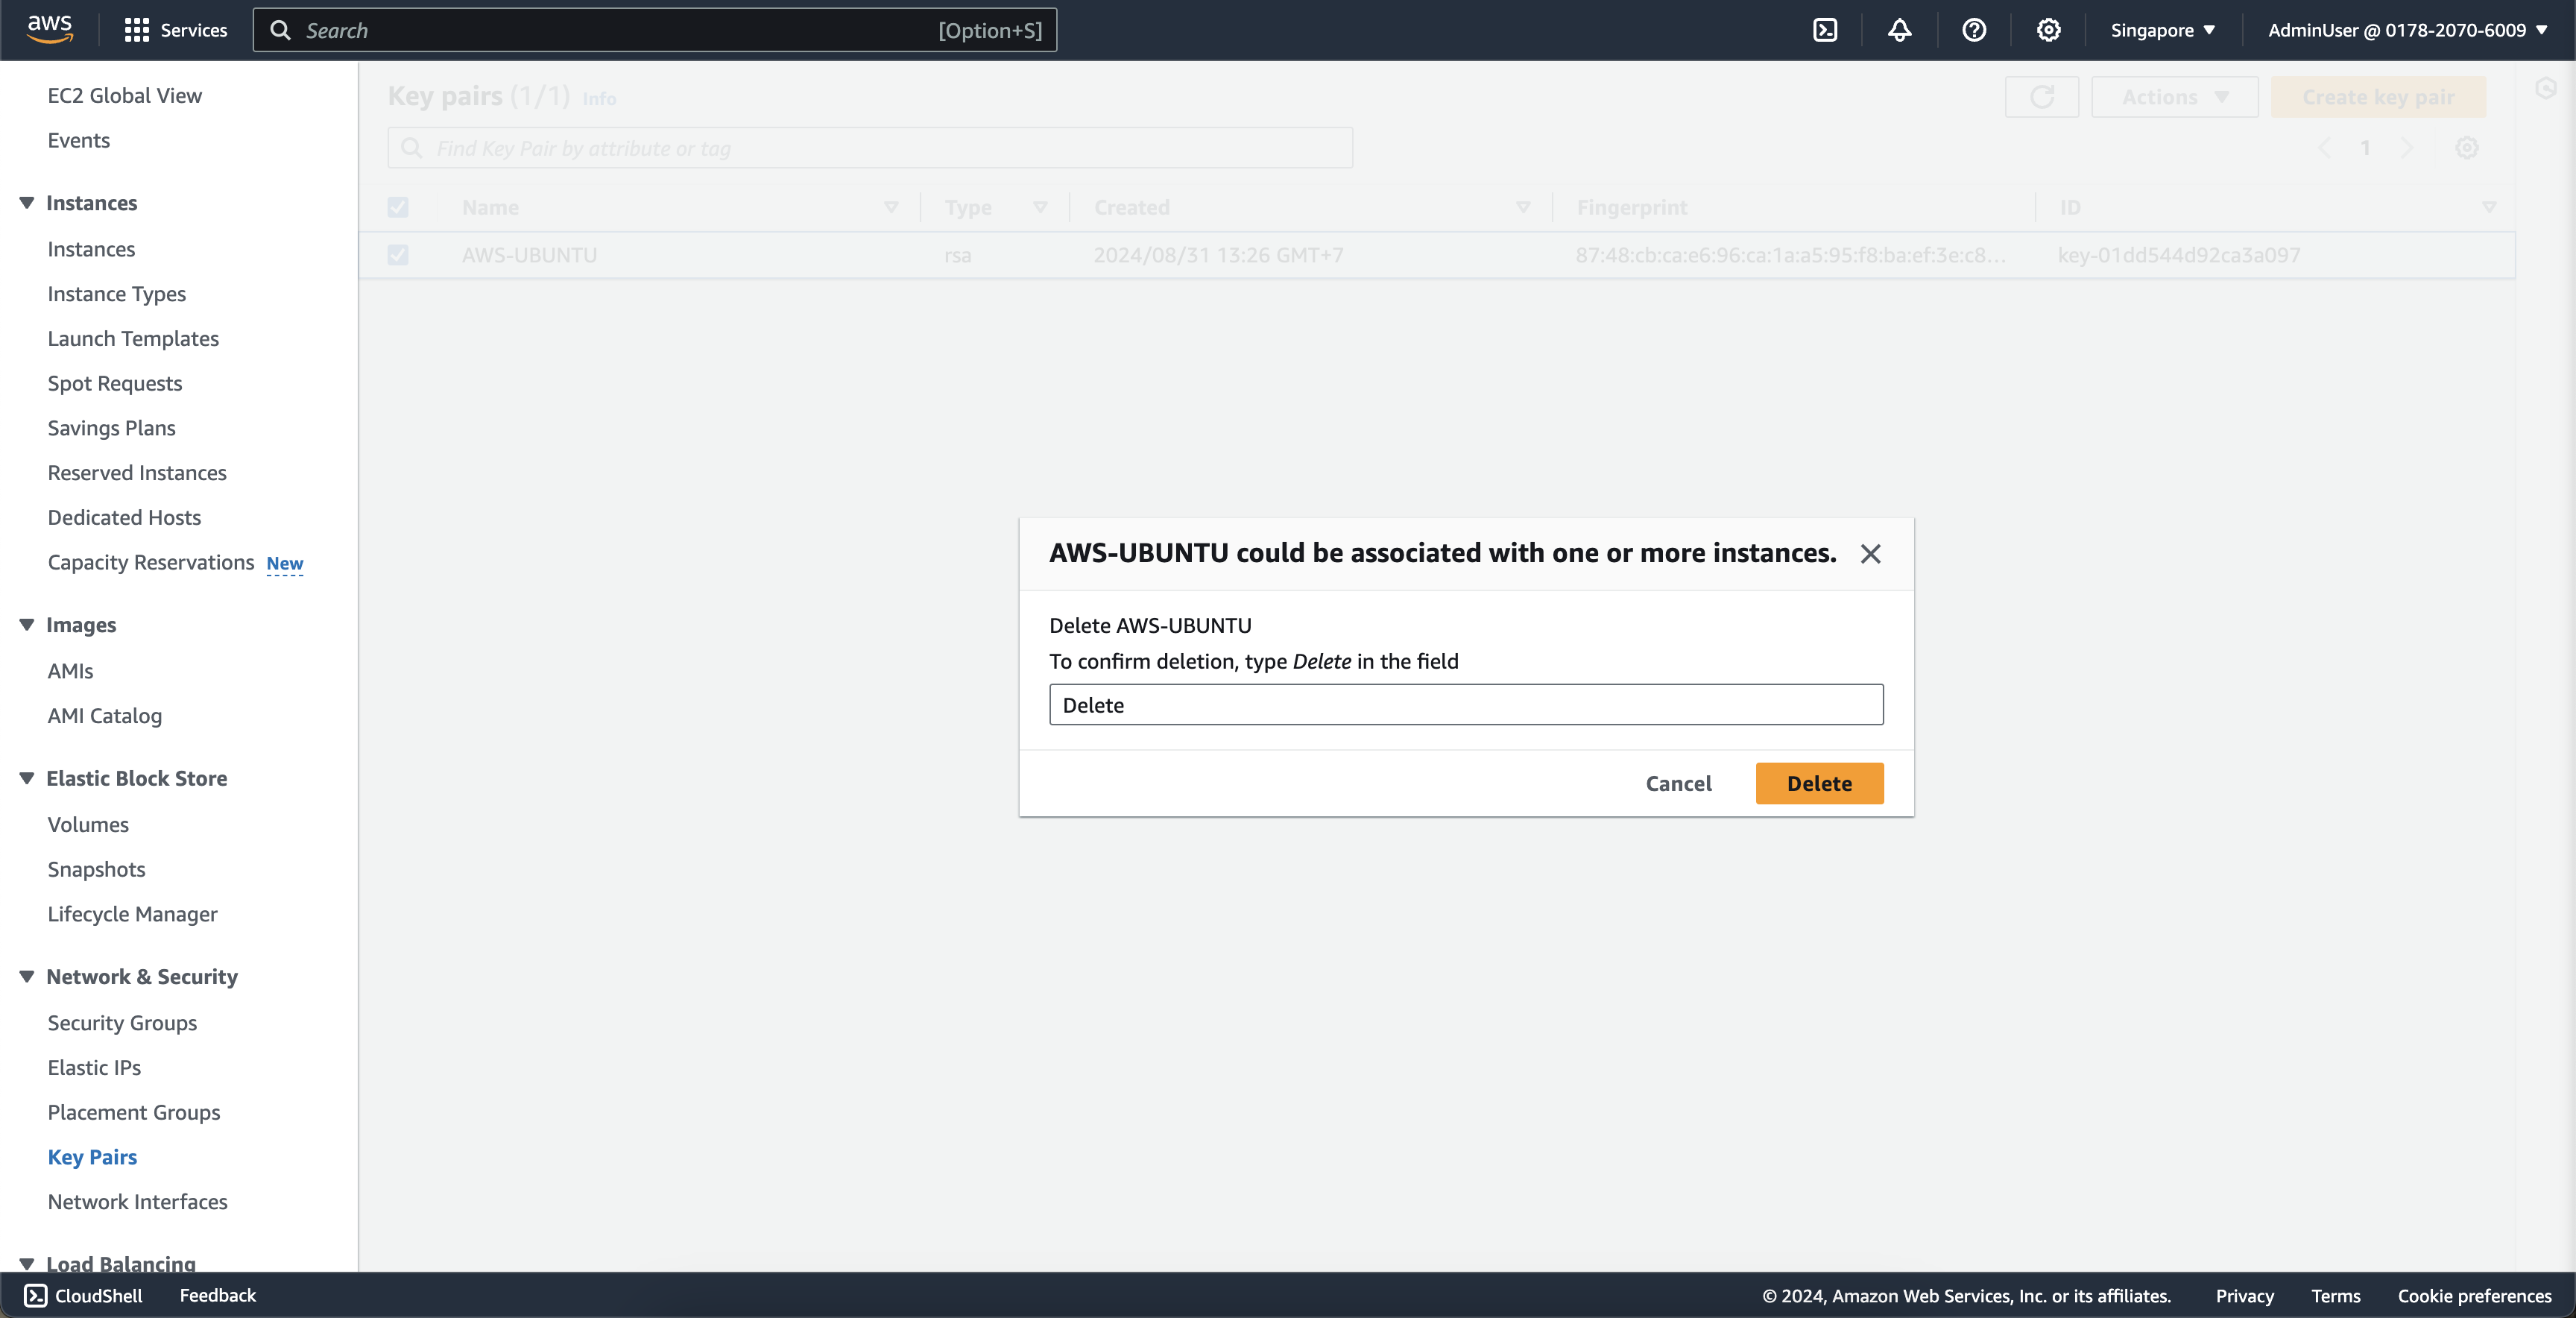 aws
Services
Search
[Option+S]
Singapore
AdminUser @ 0178-2070-6009
EC2 Global View
Events
Instances
Instances
Instance Types
Launch Templates
Spot Requests
Savings Plans
Reserved Instances
Dedicated Hosts
Capacity Reservations New
Images
AMIs
AMI Catalog
Elastic Block Store
Volumes
Snapshots
Lifecycle Manager
Network & Security
Security Groups
Elastic IPs
Placement Groups
Key Pairs
Network Interfaces
Load Balancing
Key pairs (1/1) Info
Actions
Create key pair
Find Key Pair by attribute or tag
1
Name Type Created Fingerprint ID
AWS-UBUNTU rsa 2024/08/31 13:26 GMT+7 87:48:cb:ca:e6:96:ca:1a:a5:95:f8:ba:ef:3e:c8... key-01dd544d92ca3a097
AWS-UBUNTU could be associated with one or more instances.
Delete AWS-UBUNTU
To confirm deletion, type Delete in the field
Delete
Cancel
Delete
CloudShell
Feedback
© 2024, Amazon Web Services, Inc. or its affiliates.
Privacy
Terms
Cookie preferences